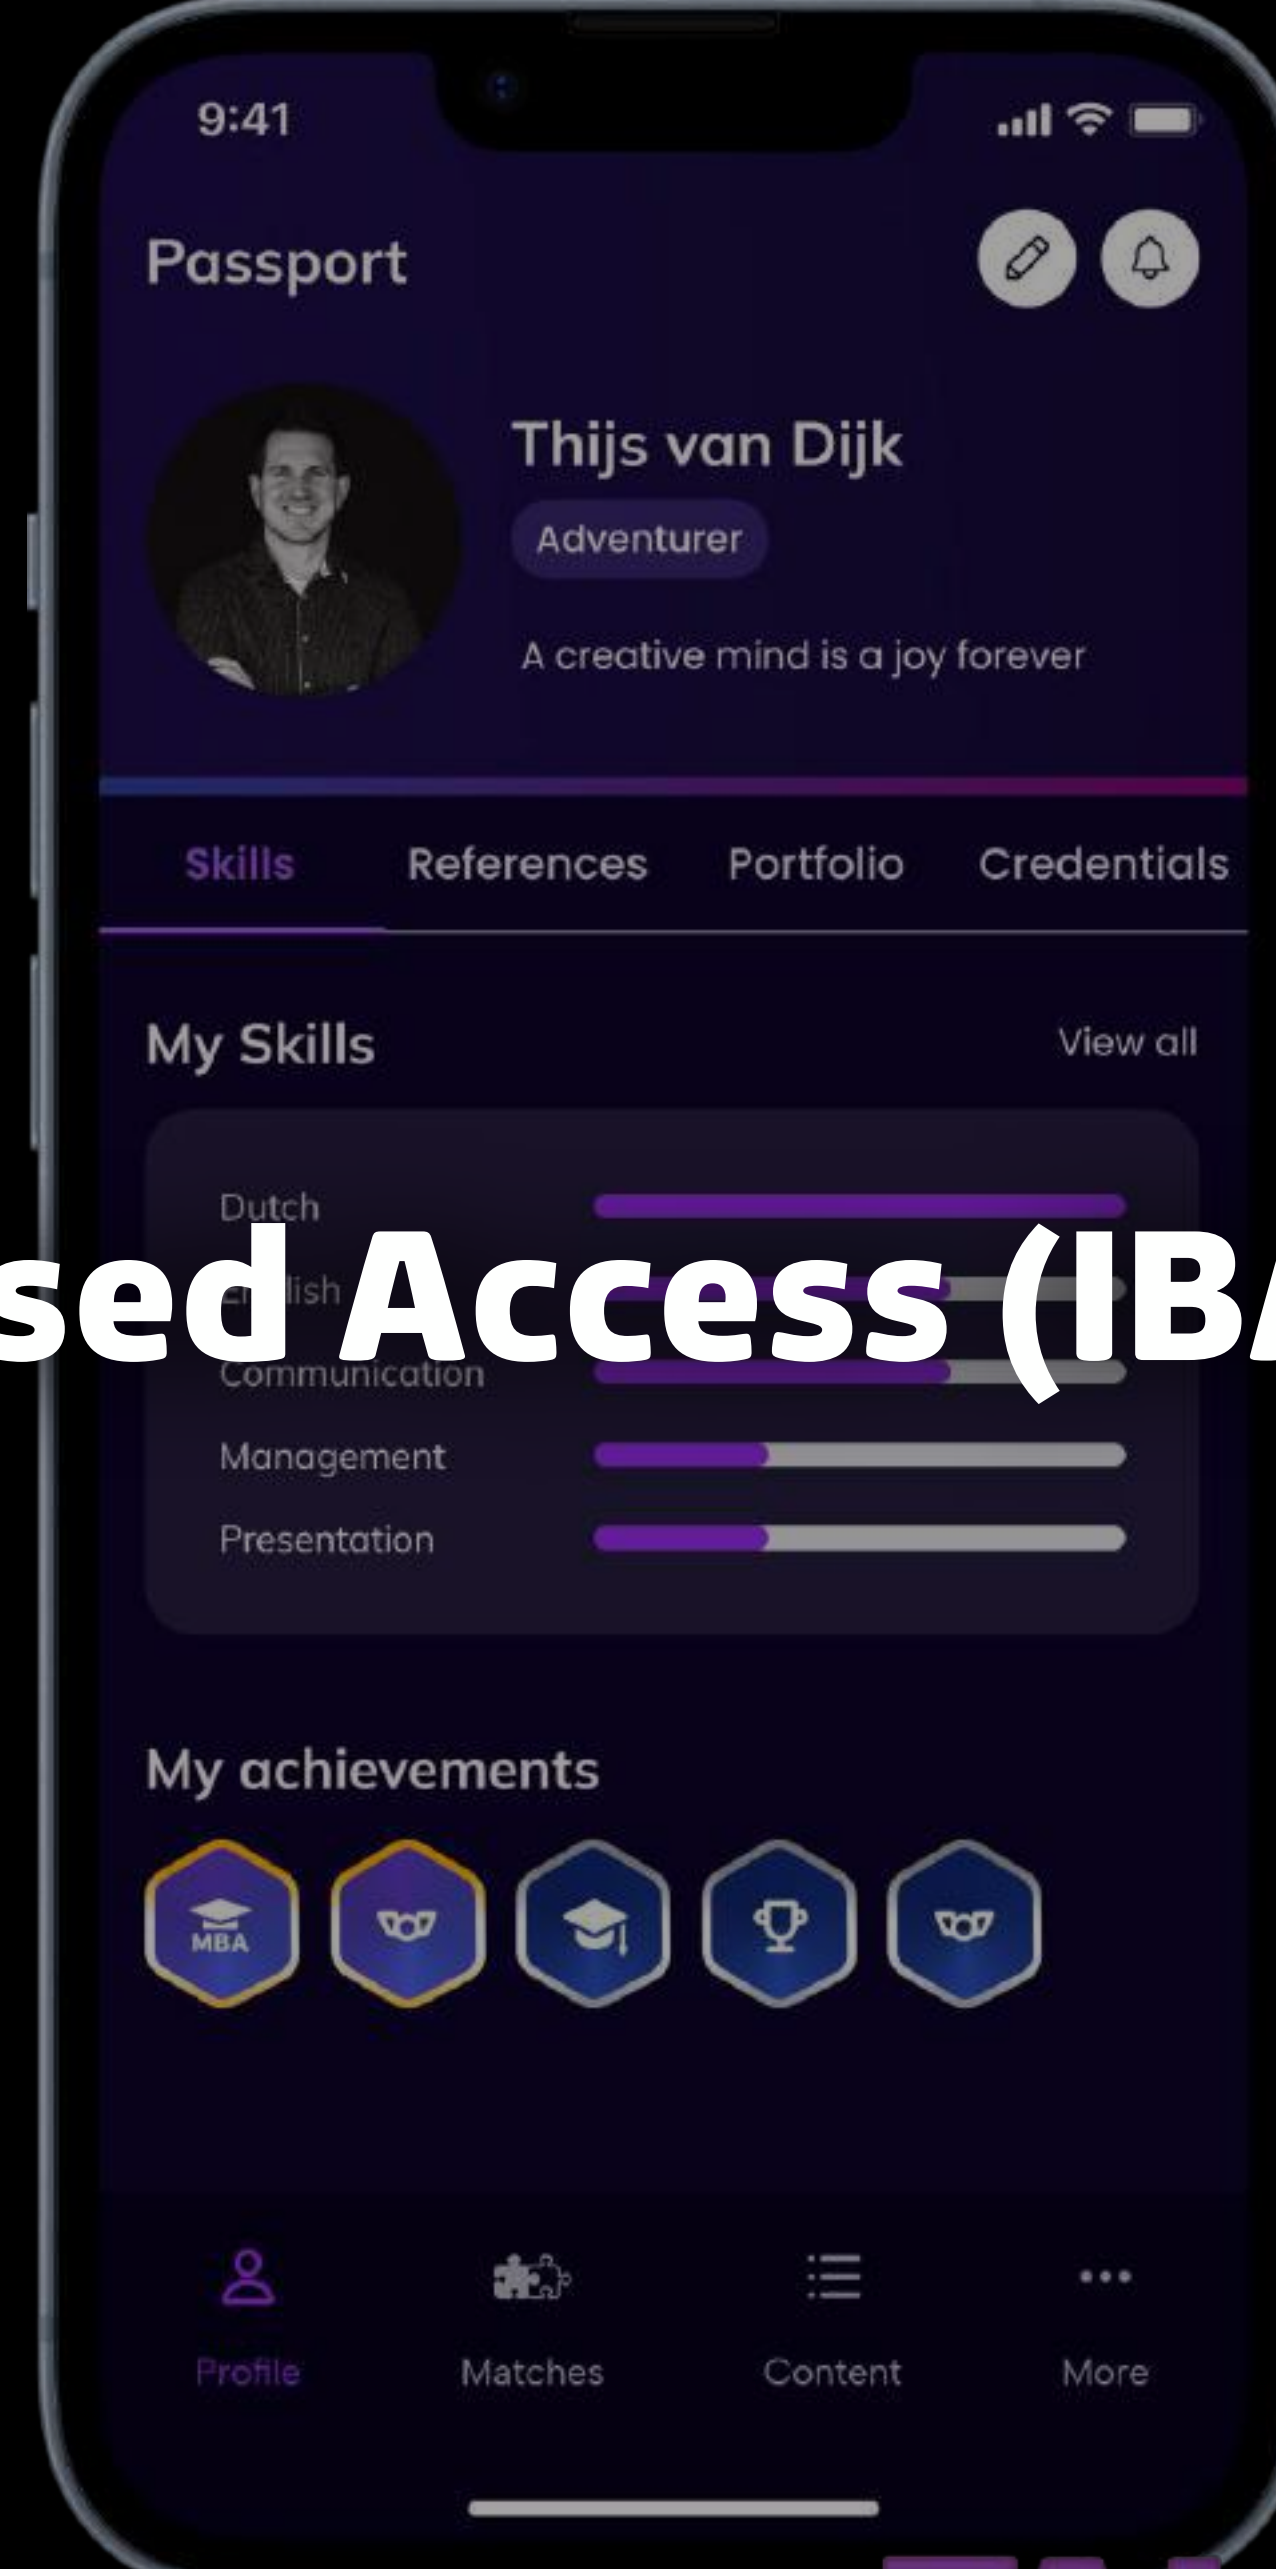 9:41
Passport
Thijs van Dijk
Adventurer
A creative mind is a joy forever
Skills References Portfolio Credentials
My Skills View all
Dutch
sed Access (IBA
Communication
Management
Presentation
My achievements
MBA
Profile Matches Content More